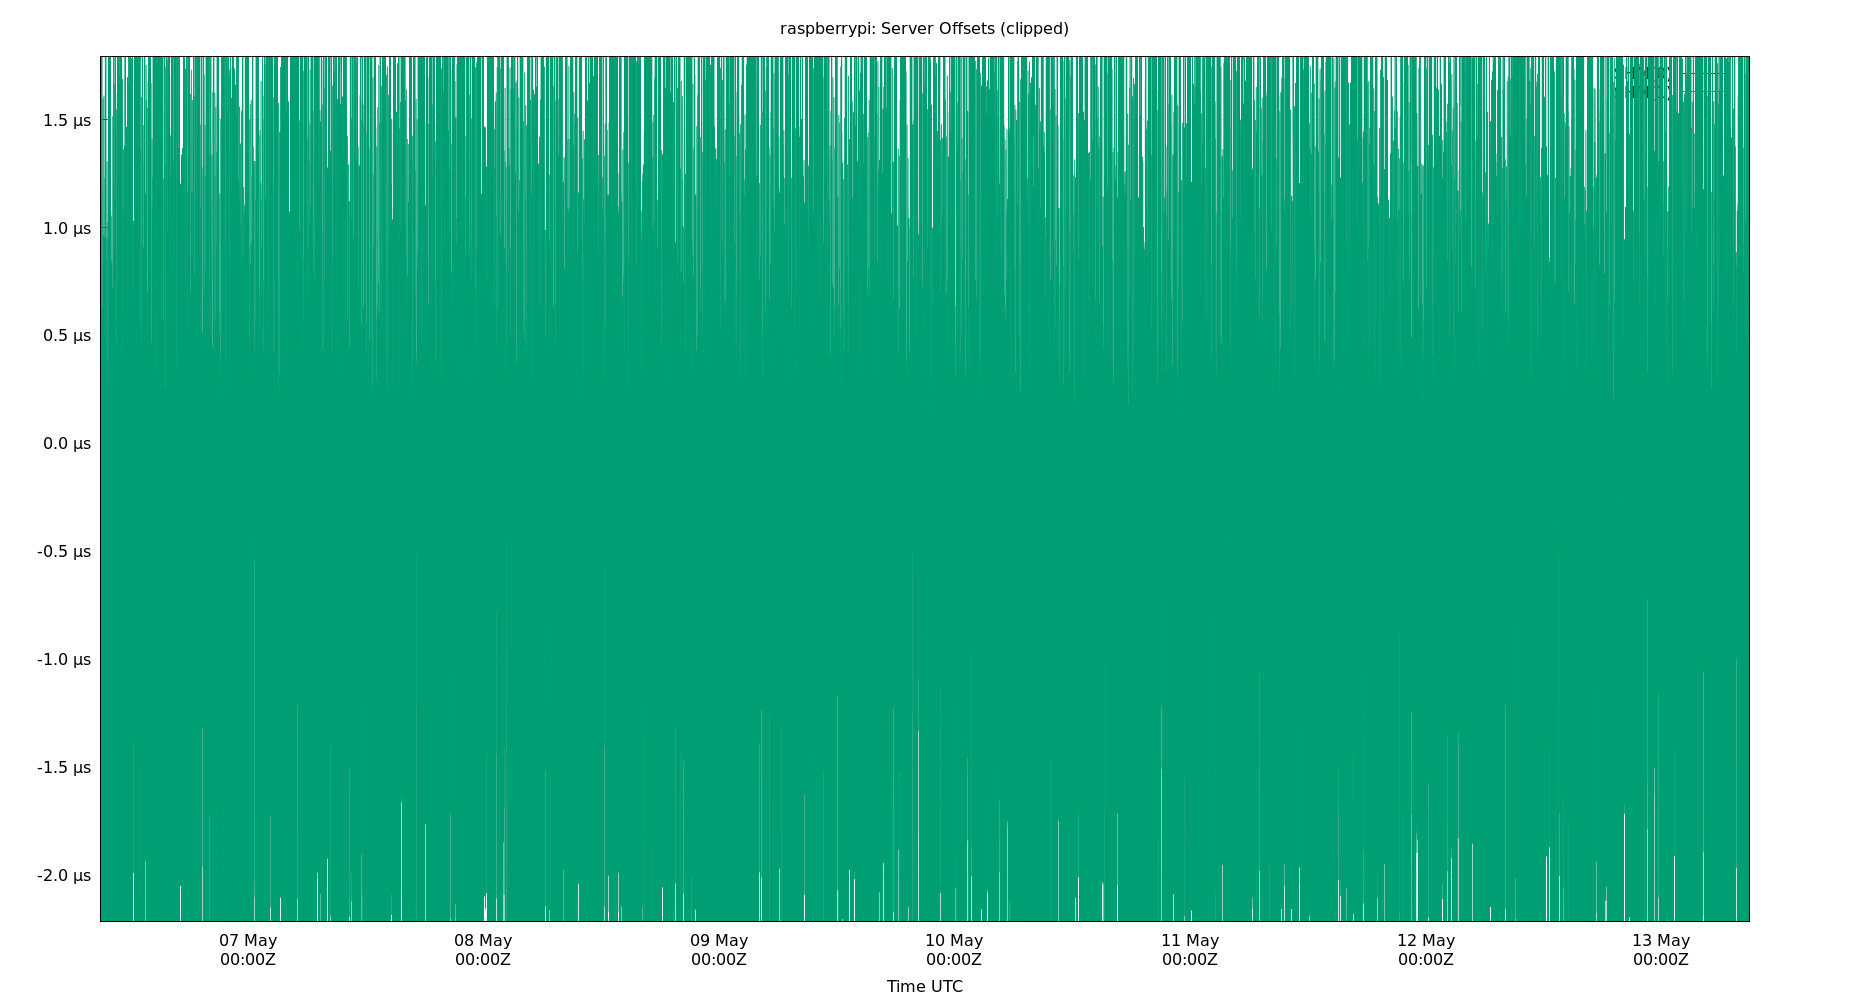 raspberrypi: Server Offsets (clipped)
1.5 µs
1.0 µs
0.5 µs
0.0 µs
-0.5 µs
-1.0 µs
-1.5 µs
-2.0 µs
07 May
00:00Z
08 May
00:00Z
09 May
00:00Z
10 May
00:00Z
11 May
00:00Z
12 May
00:00Z
13 May
00:00Z
Time UTC